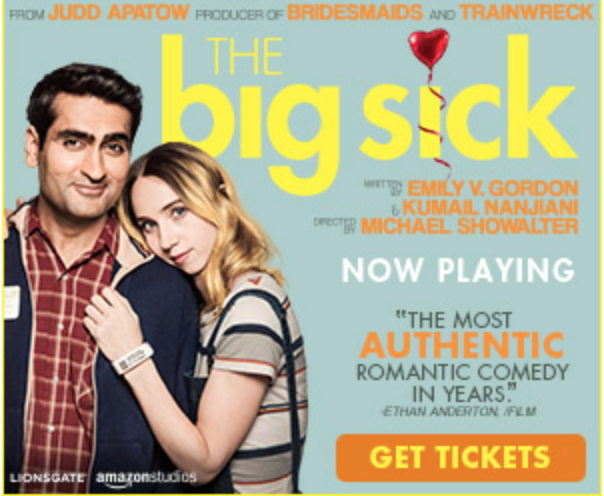 FROM JUDD APATOW PRODUCER OF BRIDESMAIDS AND TRAINWRECK
THE
big sick
WRITTEN BY EMILY V. GORDON
& KUMAIL NANJIANI
DIRECTED BY MICHAEL SHOWALTER
NOW PLAYING
"THE MOST
AUTHENTIC
ROMANTIC COMEDY
IN YEARS."
-ETHAN ANDERTON, /FILM
GET TICKETS
LIONSGATE amazonstudios